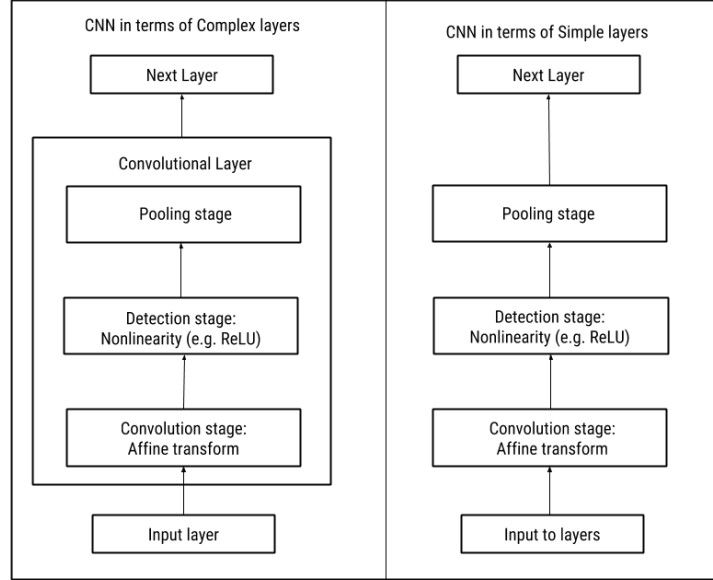 CNN in terms of Complex layers
Next Layer
Convolutional Layer
Pooling stage
Detection stage:
Nonlinearity (e.g. ReLU)
Convolution stage:
Affine transform
Input layer
CNN in terms of Simple layers
Next Layer
Pooling stage
Detection stage:
Nonlinearity (e.g. ReLU)
Convolution stage:
Affine transform
Input to layers